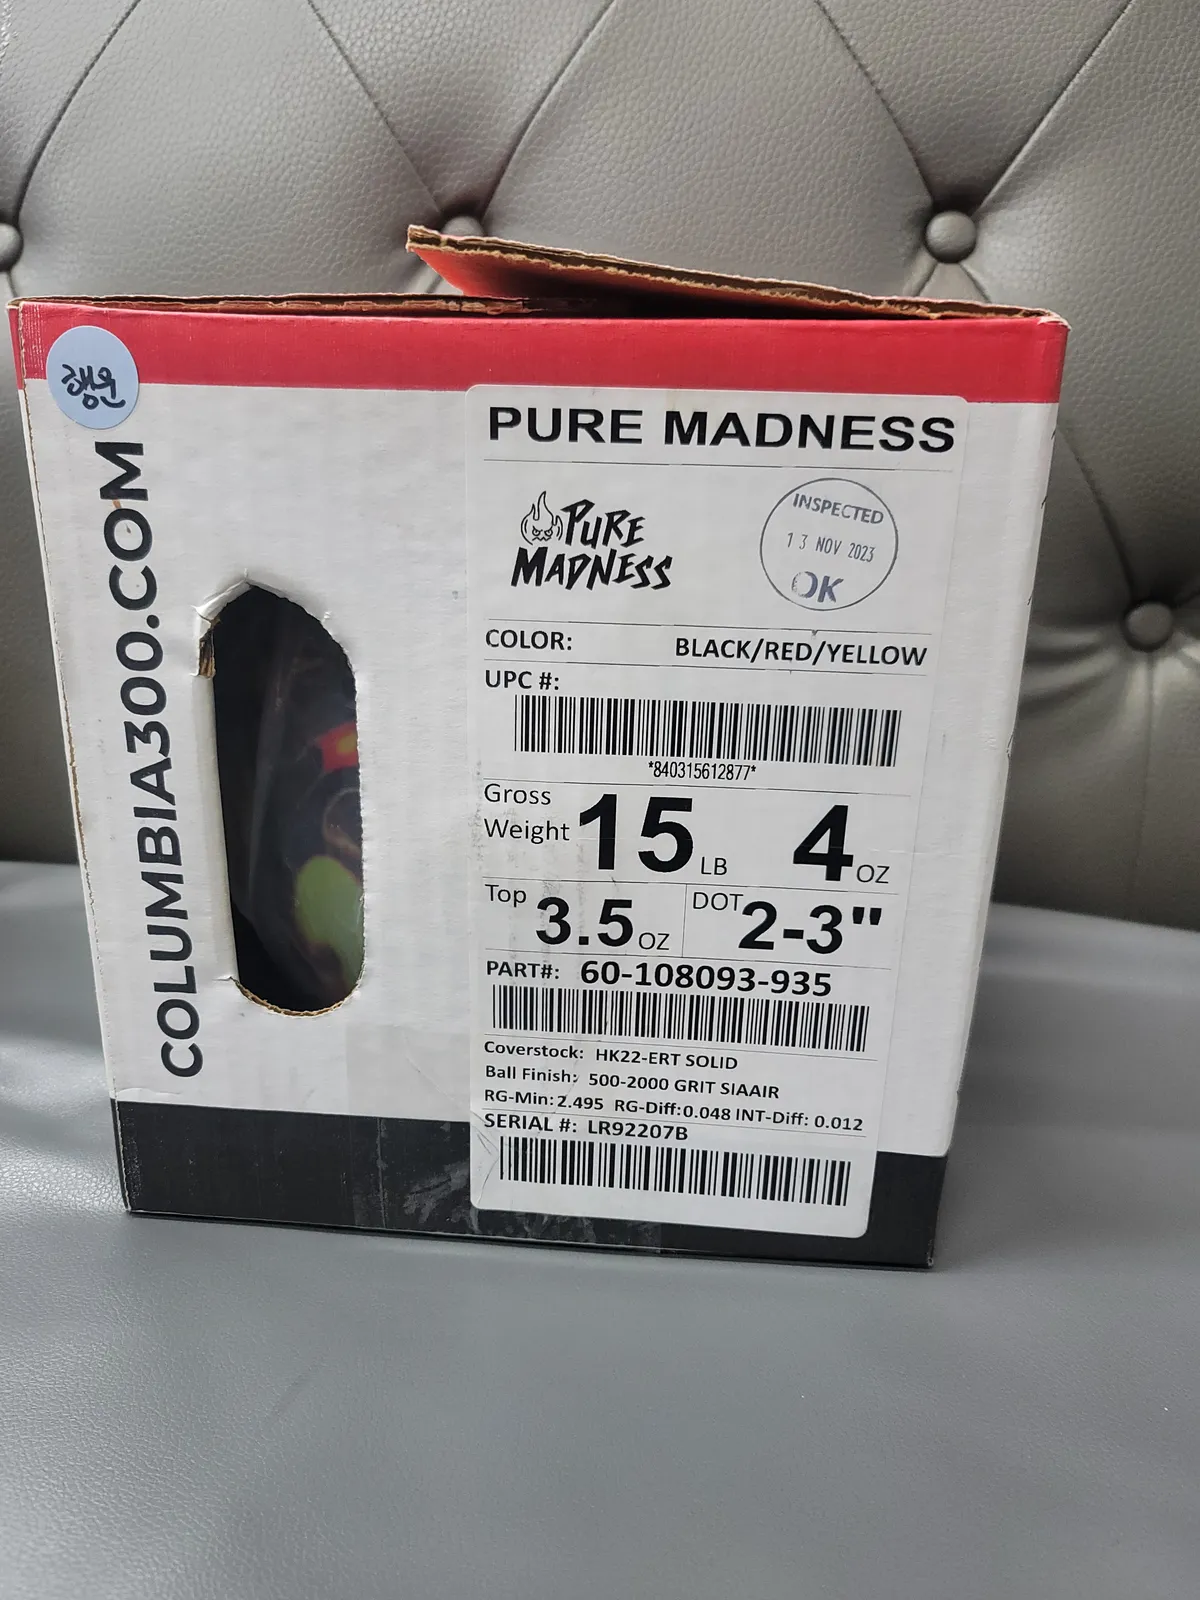 행운
COLUMBIA300.COM
PURE MADNESS
PURE
MADNESS
INSPECTED
13 NOV 2023
OK
COLOR: BLACK/RED/YELLOW
UPC #:
*840315612877*
Gross
Weight 15 LB 4 OZ
Top 3.5 OZ DOT 2-3"
PART#: 60-108093-935
Coverstock: HK22-ERT SOLID
Ball Finish: 500-2000 GRIT SIAAIR
RG-Min: 2.495 RG-Diff: 0.048 INT-Diff: 0.012
SERIAL #: LR92207B